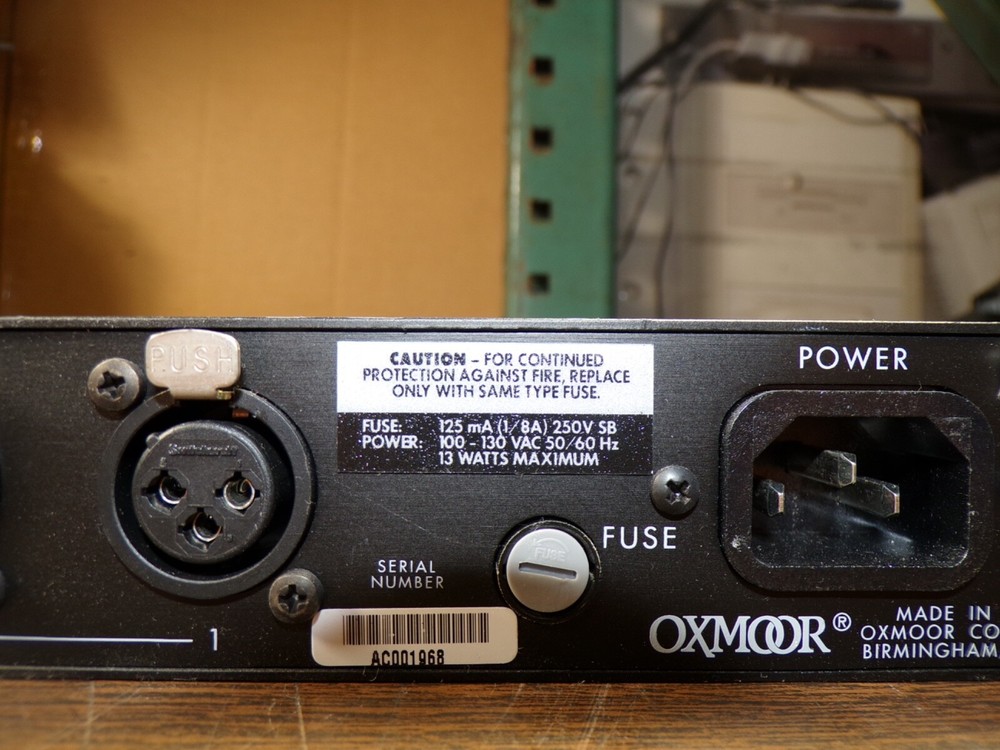 PUSH
CAUTION - FOR CONTINUED
PROTECTION AGAINST FIRE, REPLACE
ONLY WITH SAME TYPE FUSE.
FUSE: 125 mA (1/8A) 250V SB
POWER: 100 - 130 VAC 50/60 Hz
13 WATTS MAXIMUM
POWER
FUSE
FUSE
SERIAL
NUMBER
AC001968
1
OXMOOR®
MADE IN
OXMOOR CO
BIRMINGHAM